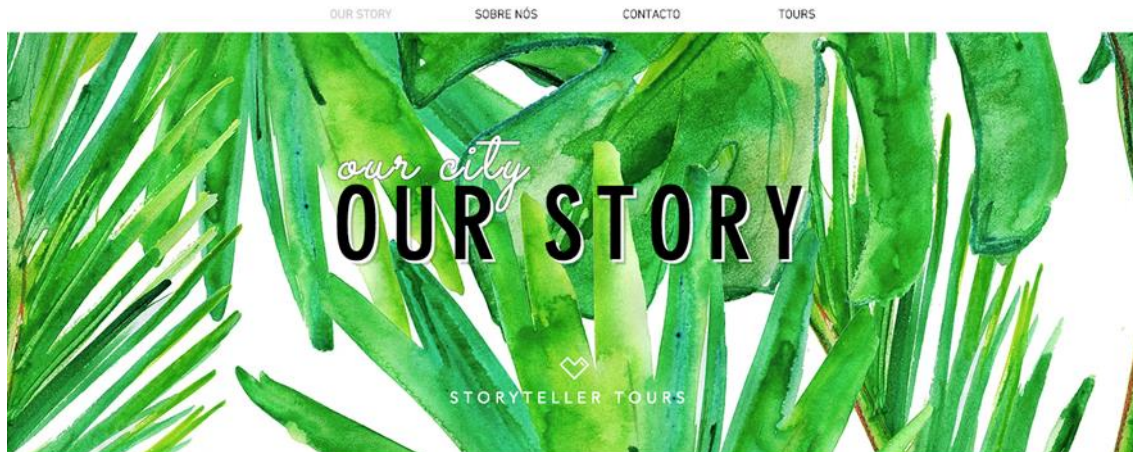 OUR STORY SOBRE NÓS CONTACTO TOURS
our city
OUR STORY
STORYTELLER TOURS